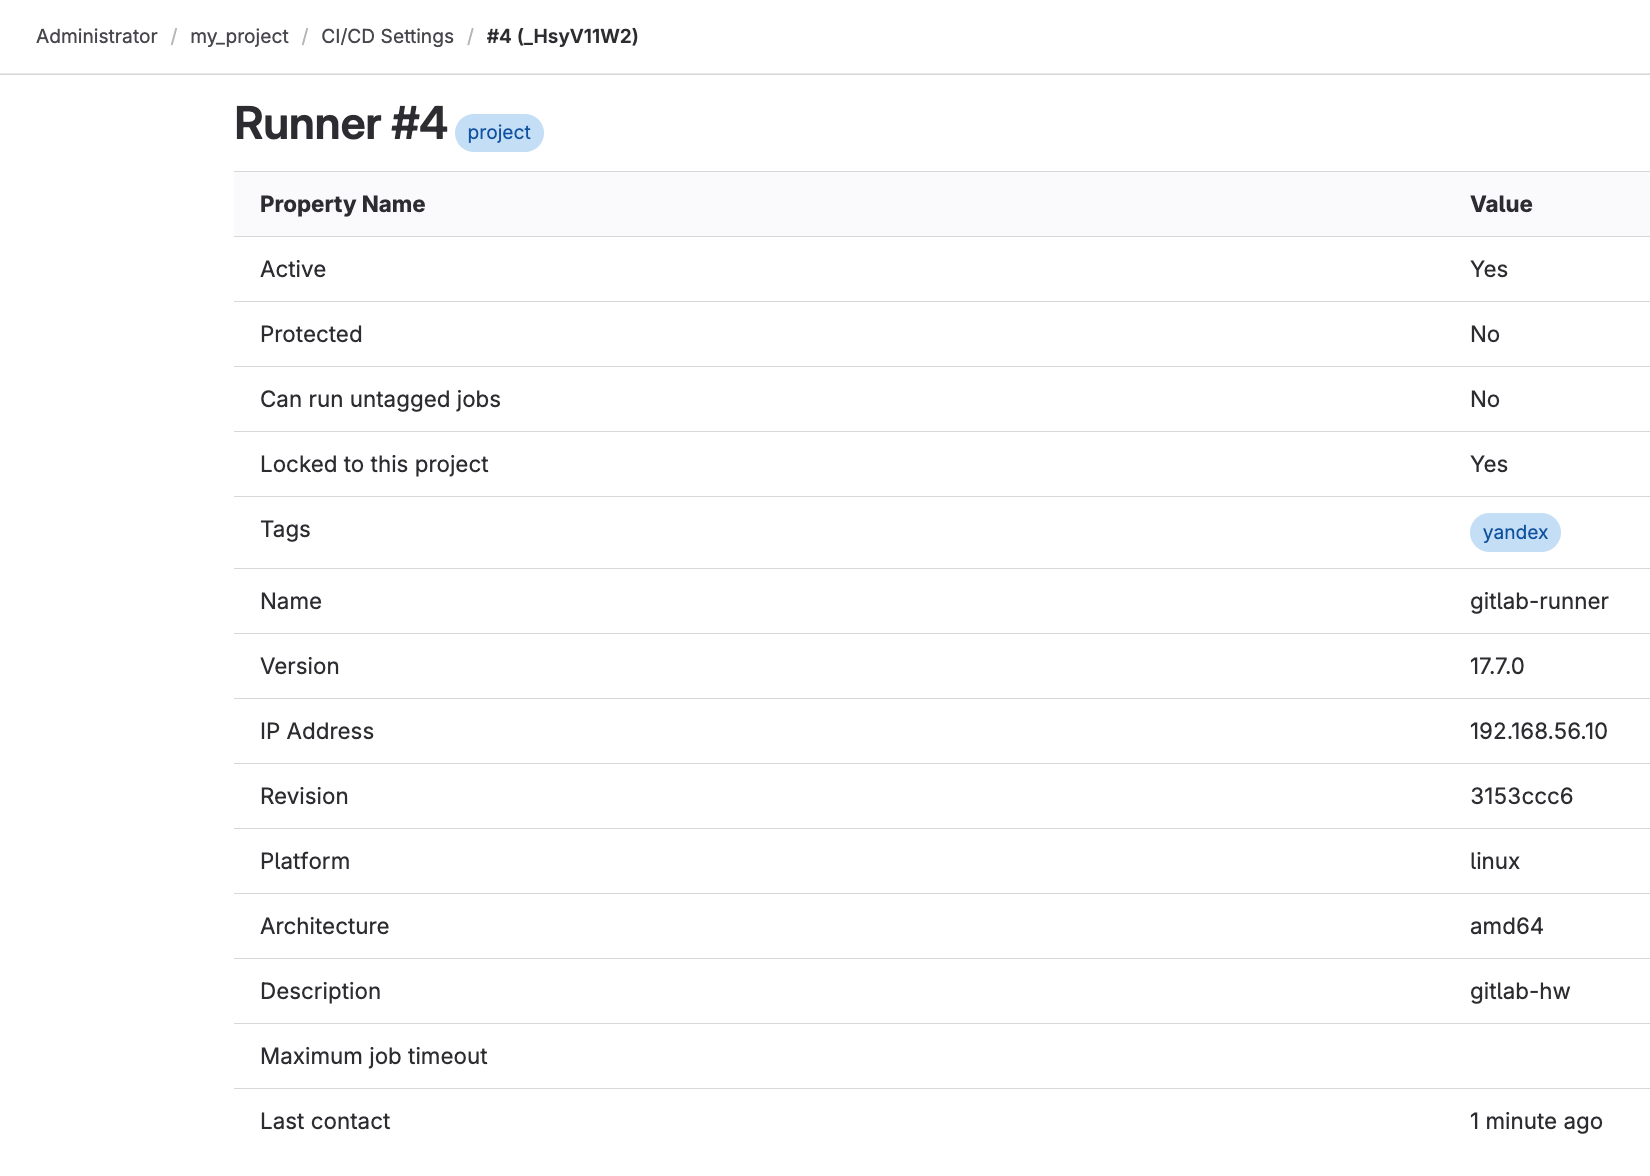 Administrator / my_project / CI/CD Settings / #4 (_HsyV11W2)
Runner #4 project
Property Name Value
Active Yes
Protected No
Can run untagged jobs No
Locked to this project Yes
Tags yandex
Name gitlab-runner
Version 17.7.0
IP Address 192.168.56.10
Revision 3153ccc6
Platform linux
Architecture amd64
Description gitlab-hw
Maximum job timeout
Last contact 1 minute ago